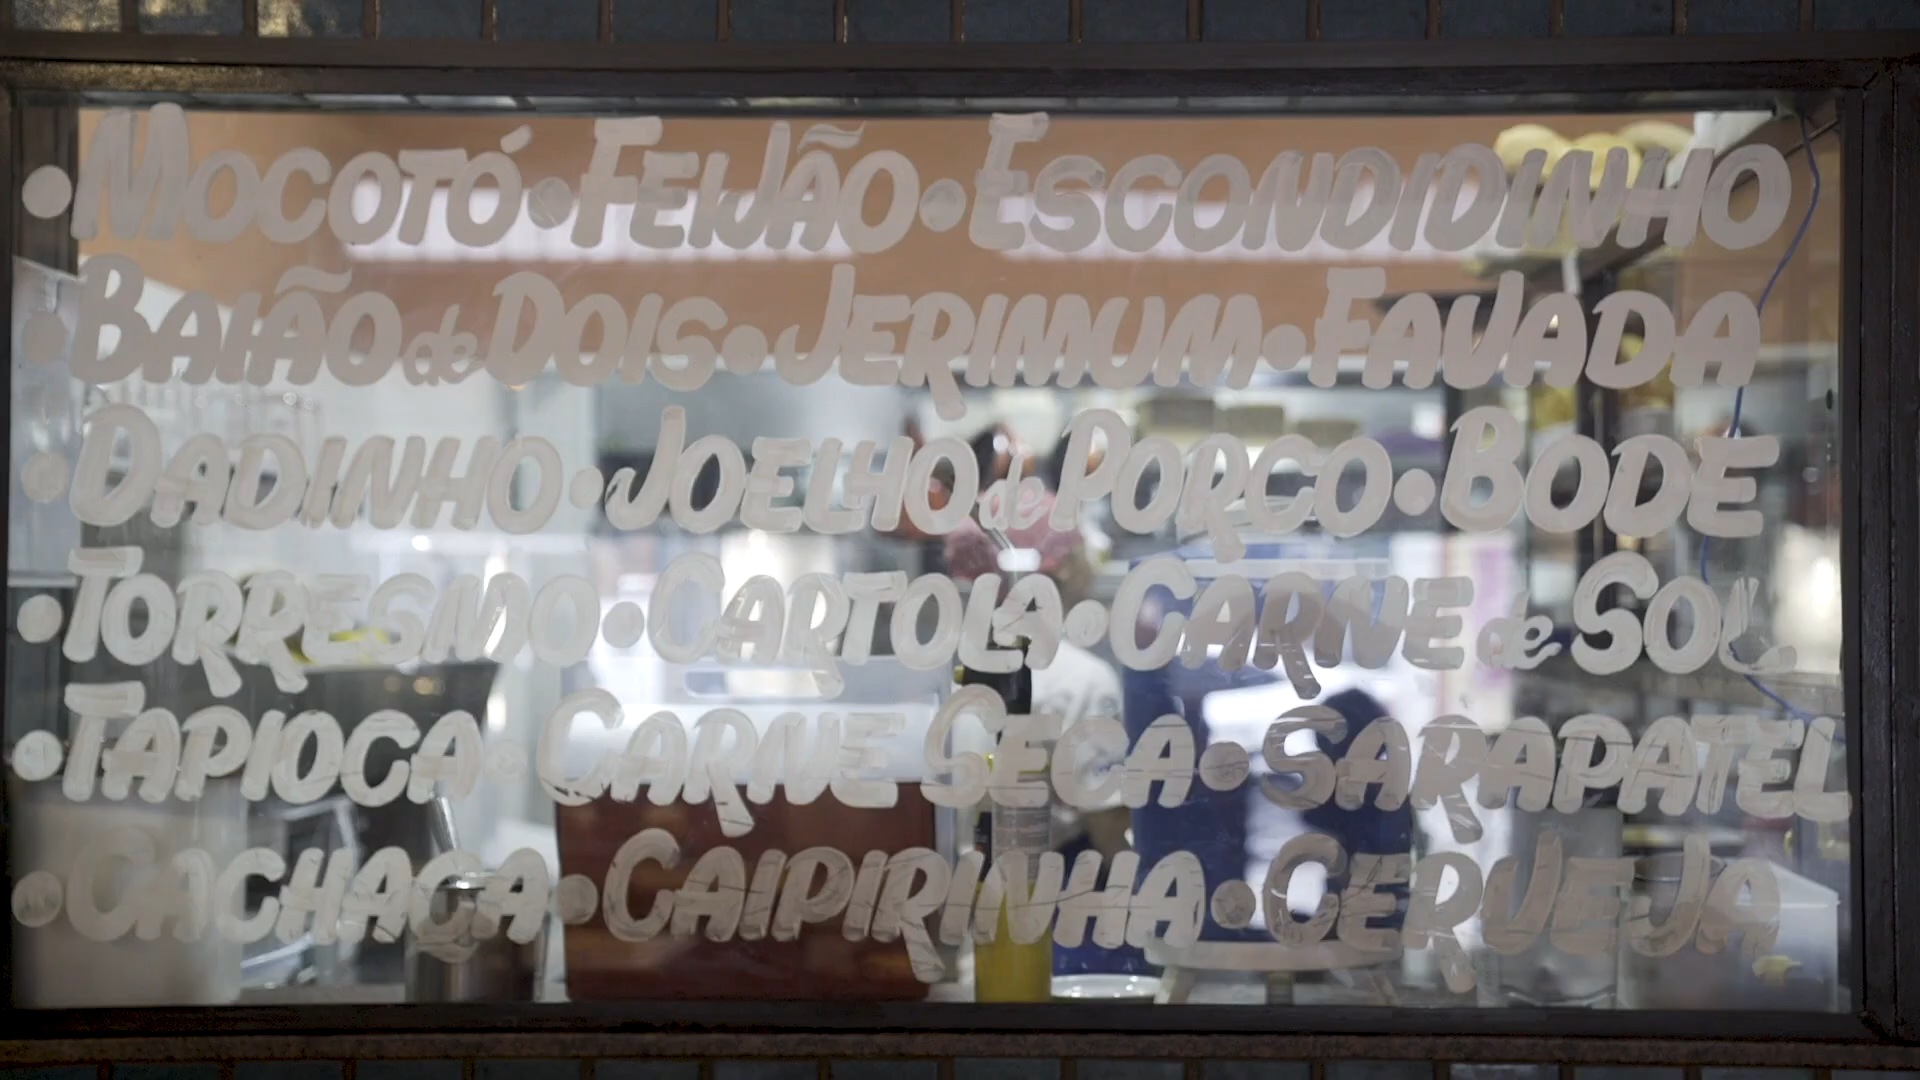 •MOCOTÓ•FEIJÃO•ESCONDIDINHO
•BAIÃO de DOIS•JERIMUM•FAVADA
•DADINHO•JOELHO de PORCO•BODE
•TORRESMO•CARTOLA•CARNE de SOL
•TAPIOCA•CARNE SECA•SARAPATEL
•CACHAÇA•CAIPIRINHA•CERVEJA